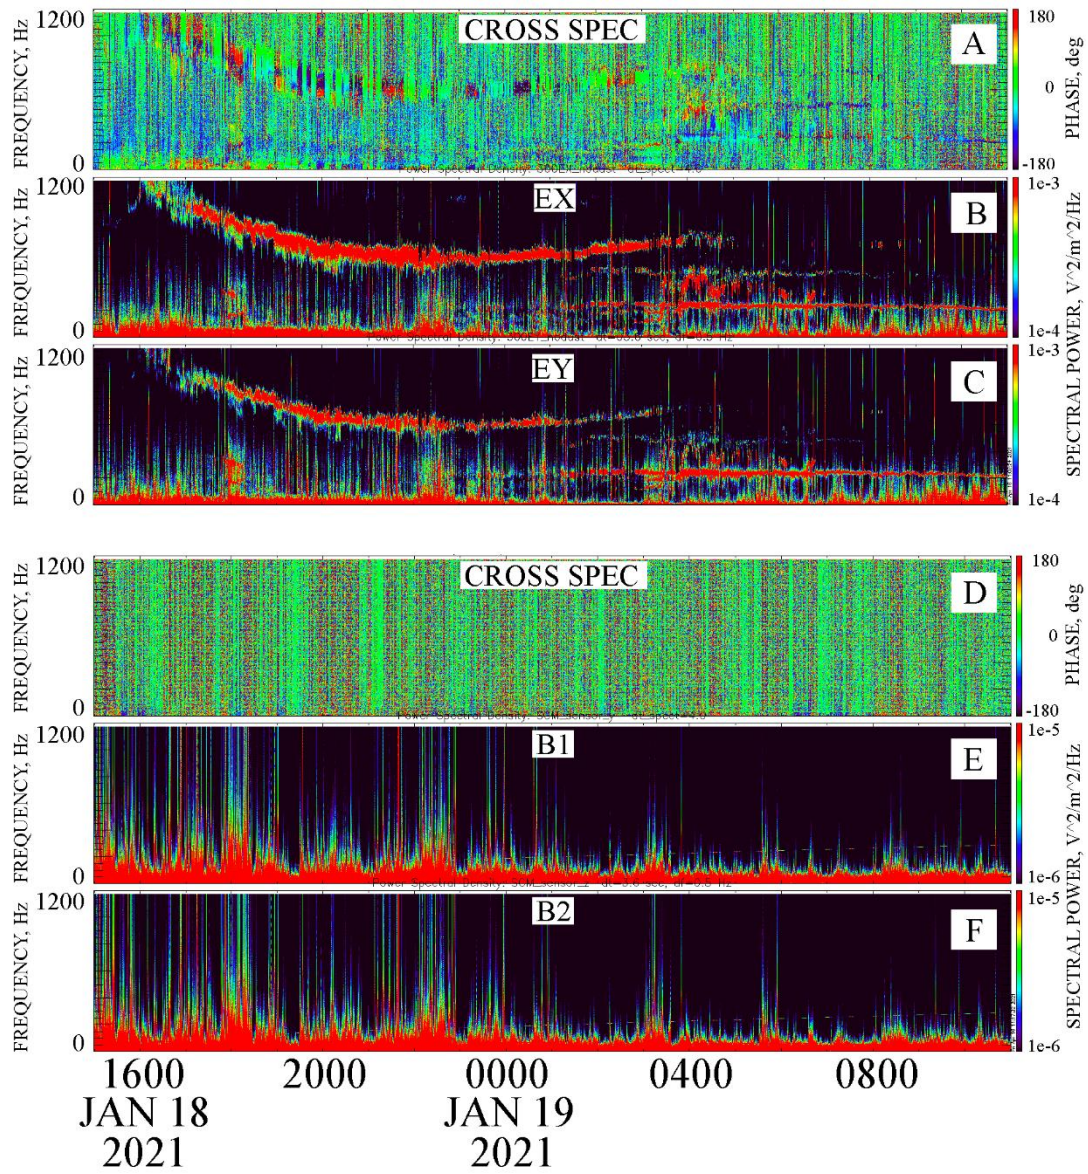 1200
CROSS SPEC
A
180
0
-180
FREQUENCY, Hz
0
PHASE, deg
1200
EX
B
1e-3
1e-4
FREQUENCY, Hz
0
1200
EY
C
1e-3
1e-4
FREQUENCY, Hz
0
SPECTRAL POWER, V^2/m^2/Hz
1200
CROSS SPEC
D
180
0
-180
FREQUENCY, Hz
0
PHASE, deg
1200
B1
E
1e-5
1e-6
FREQUENCY, Hz
0
1200
B2
F
1e-5
1e-6
FREQUENCY, Hz
0
SPECTRAL POWER, V^2/m^2/Hz
1600 2000 0000 0400 0800
JAN 18 JAN 19
2021 2021